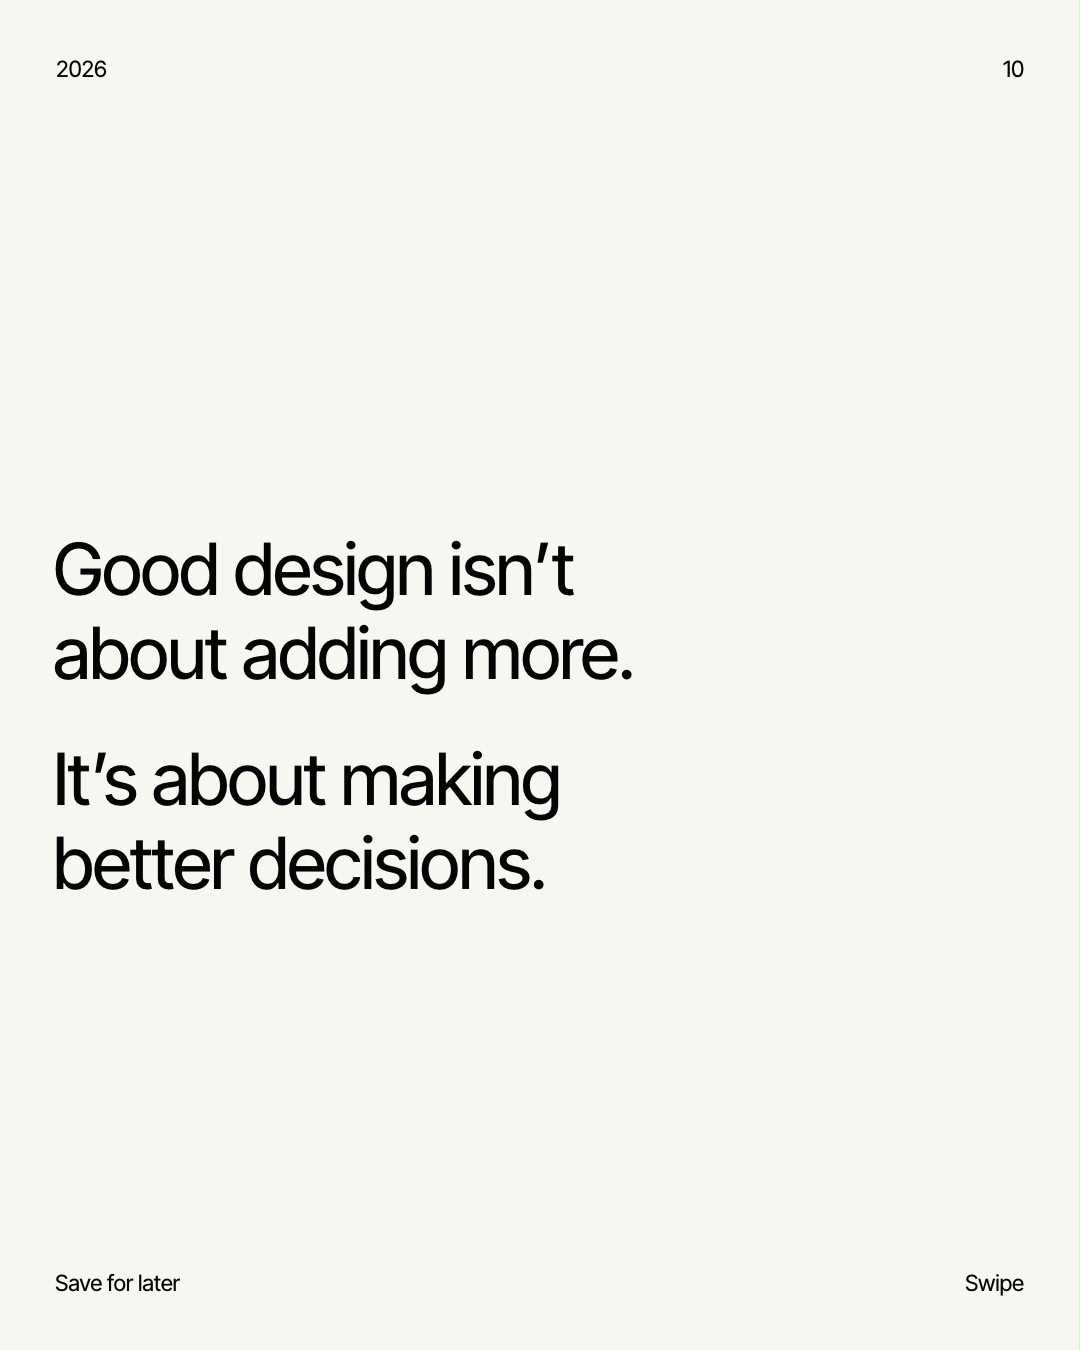 2026
10
Good design isn’t
about adding more.
It’s about making
better decisions.
Save for later
Swipe